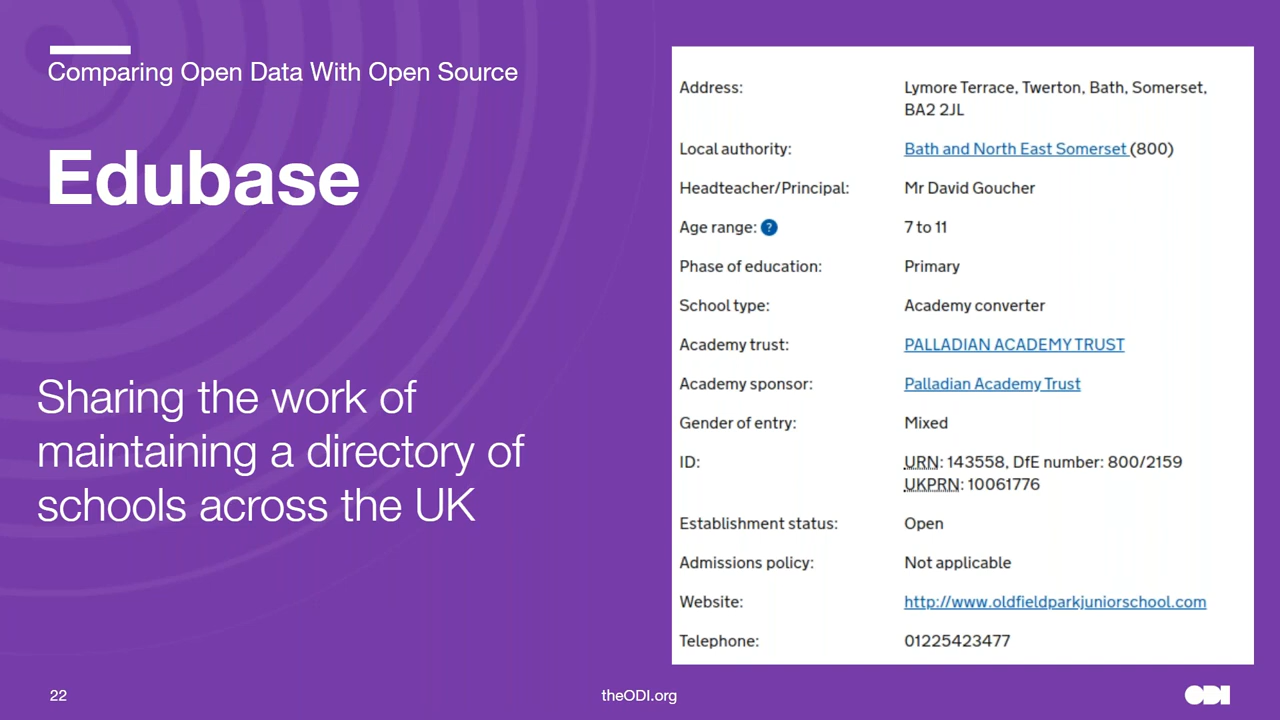 Comparing Open Data With Open Source
Edubase
Sharing the work of
maintaining a directory of
schools across the UK
Address: Lymore Terrace, Twerton, Bath, Somerset,
BA2 2JL
Local authority: Bath and North East Somerset (800)
Headteacher/Principal: Mr David Goucher
Age range: ? 7 to 11
Phase of education: Primary
School type: Academy converter
Academy trust: PALLADIAN ACADEMY TRUST
Academy sponsor: Palladian Academy Trust
Gender of entry: Mixed
ID: URN: 143558, DfE number: 800/2159
UKPRN: 10061776
Establishment status: Open
Admissions policy: Not applicable
Website: http://www.oldfieldparkjuniorschool.com
Telephone: 01225423477
22
theODI.org
ODI